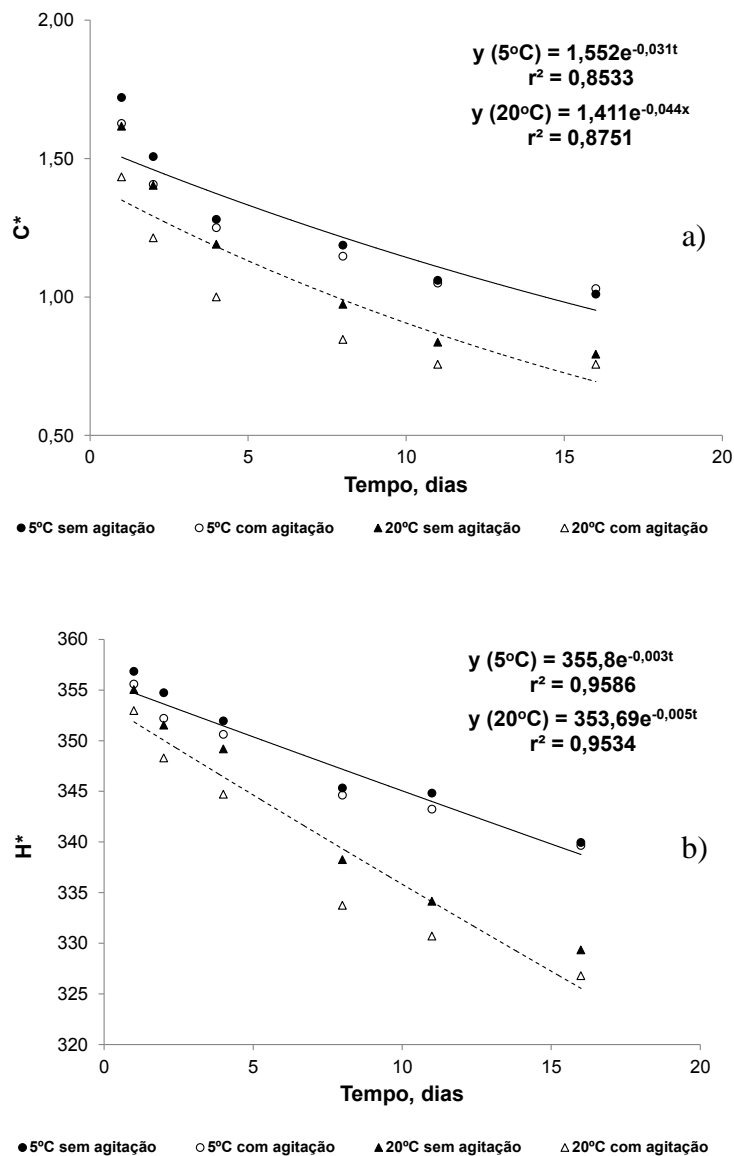 2,00
y (5ºC) = 1,552e-0,031t
r² = 0,8533
y (20ºC) = 1,411e-0,044x
r² = 0,8751
1,50
C*
a)
1,00
0,50
0 5 10 15 20
Tempo, dias
● 5ºC sem agitação ○ 5ºC com agitação ▲ 20ºC sem agitação △ 20ºC com agitação
360
y (5ºC) = 355,8e-0,003t
r² = 0,9586
y (20ºC) = 353,69e-0,005t
r² = 0,9534
355
350
345
340
H*
b)
335
330
325
320
0 5 10 15 20
Tempo, dias
● 5ºC sem agitação ○ 5ºC com agitação ▲ 20ºC sem agitação △ 20ºC com agitação